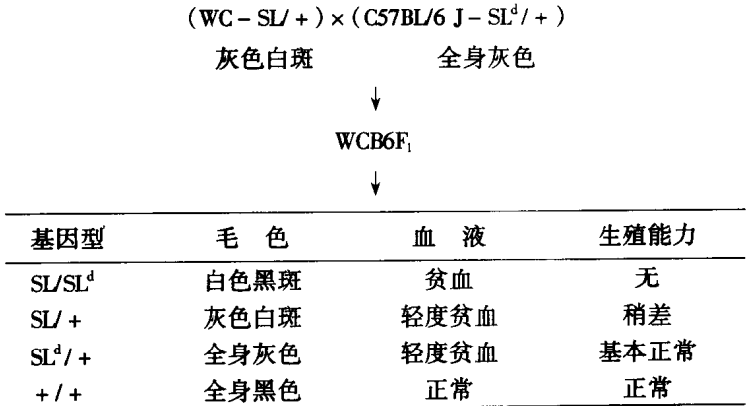 (WC-SL/+)×(C57BL/6 J-SLᵈ/+)
灰色白斑 全身灰色
↓
WCB6F₁
↓
基因型 毛 色 血 液 生殖能力
SL/SLᵈ 白色黑斑 贫血 无
SL/+ 灰色白斑 轻度贫血 稍差
SLᵈ/+ 全身灰色 轻度贫血 基本正常
+/+ 全身黑色 正常 正常